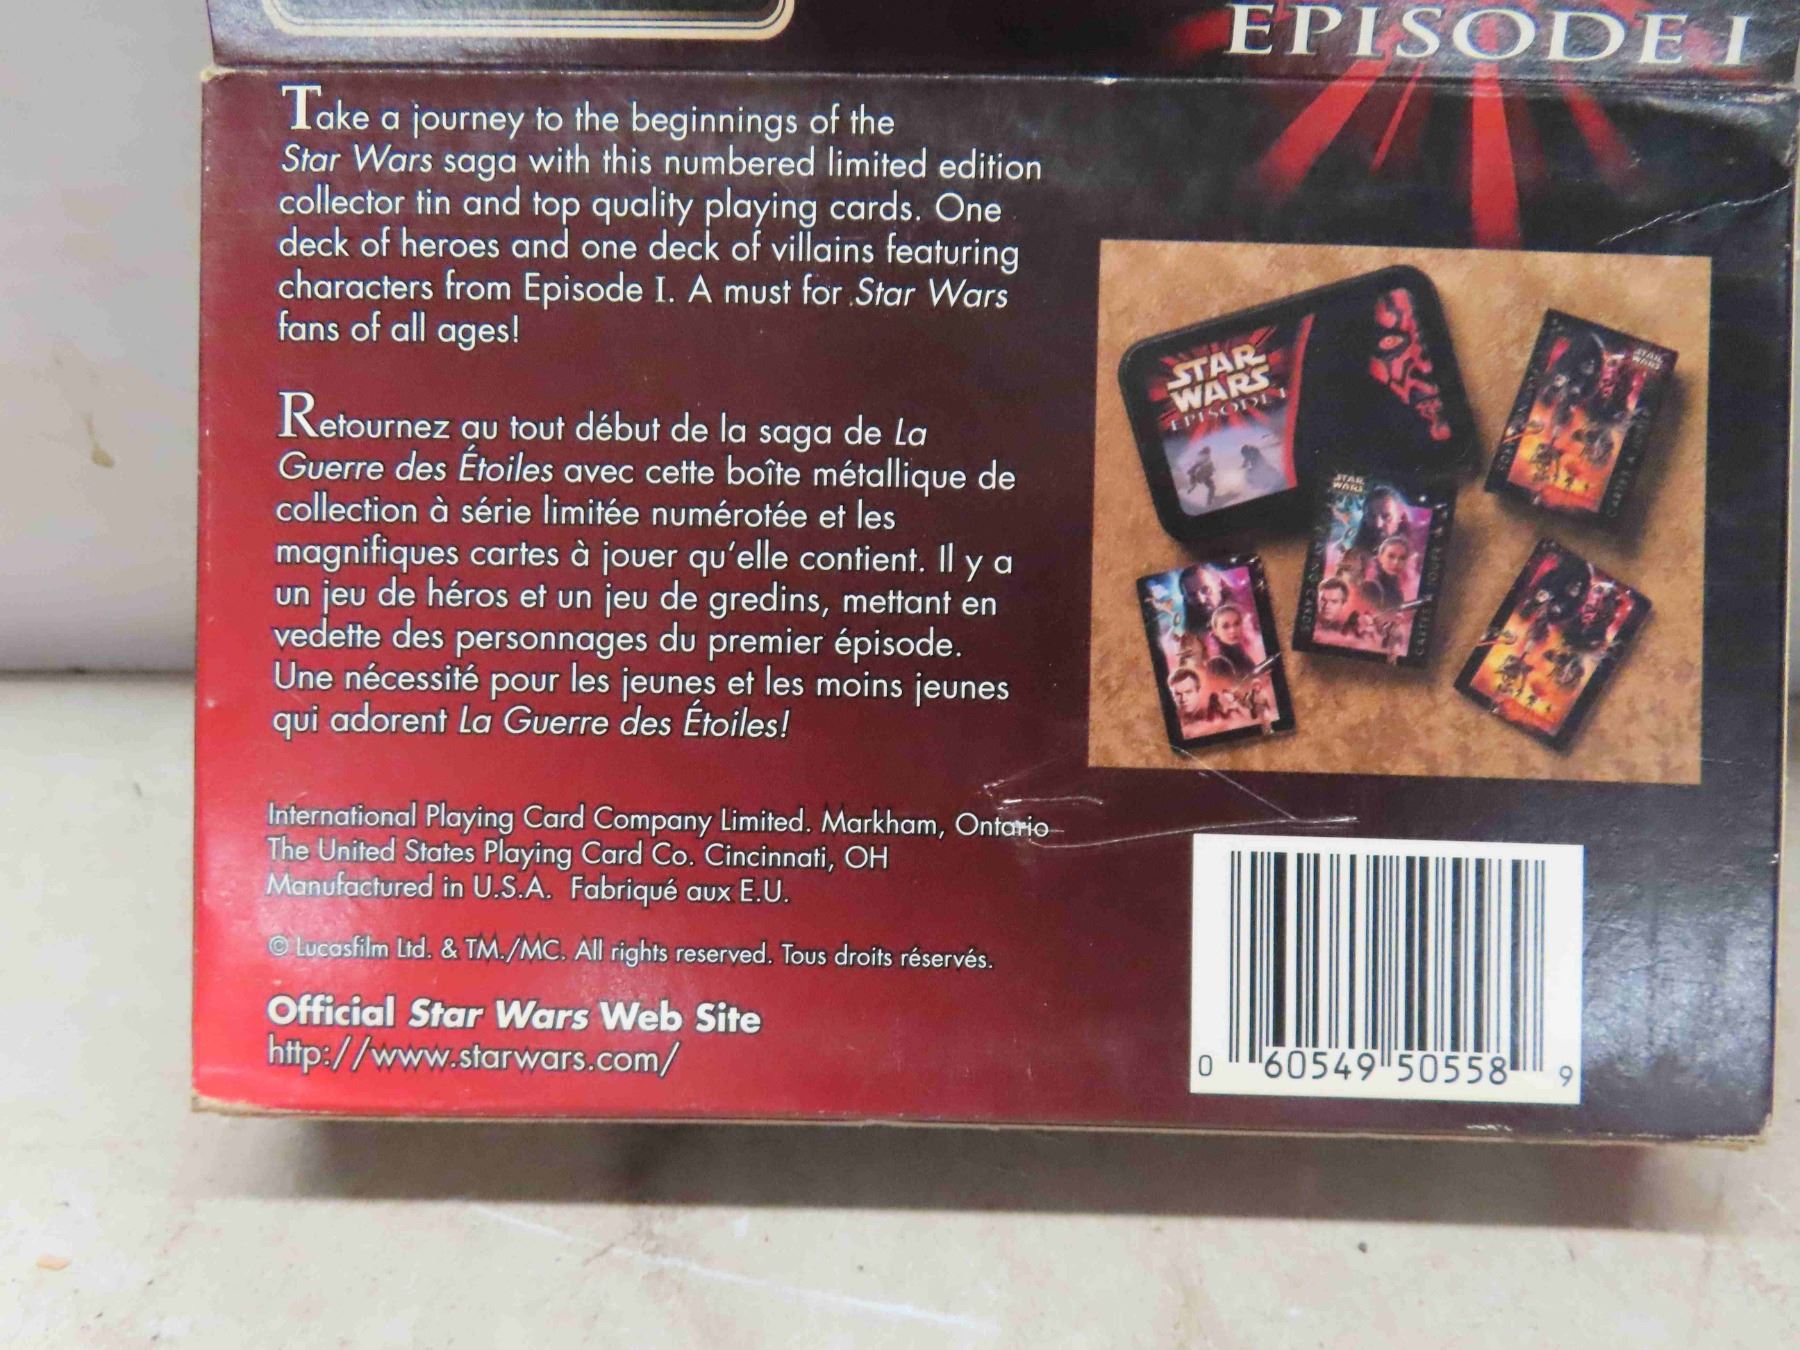 EPISODE I
Take a journey to the beginnings of the
Star Wars saga with this numbered limited edition
collector tin and top quality playing cards. One
deck of heroes and one deck of villains featuring
characters from Episode I. A must for Star Wars
fans of all ages!
Retournez au tout début de la saga de La
Guerre des Étoiles avec cette boîte métallique de
collection à série limitée numérotée et les
magnifiques cartes à jouer qu'elle contient. Il y a
un jeu de héros et un jeu de gredins, mettant en
vedette des personnages du premier épisode.
Une nécessité pour les jeunes et les moins jeunes
qui adorent La Guerre des Étoiles!
STAR
WARS
EPISODE I
STAR
WARS
STAR
WARS
International Playing Card Company Limited. Markham, Ontario
The United States Playing Card Co. Cincinnati, OH
Manufactured in U.S.A. Fabriqué aux E.U.
© Lucasfilm Ltd. & TM./MC. All rights reserved. Tous droits réservés.
Official Star Wars Web Site
http://www.starwars.com/
0 60549 50558 9